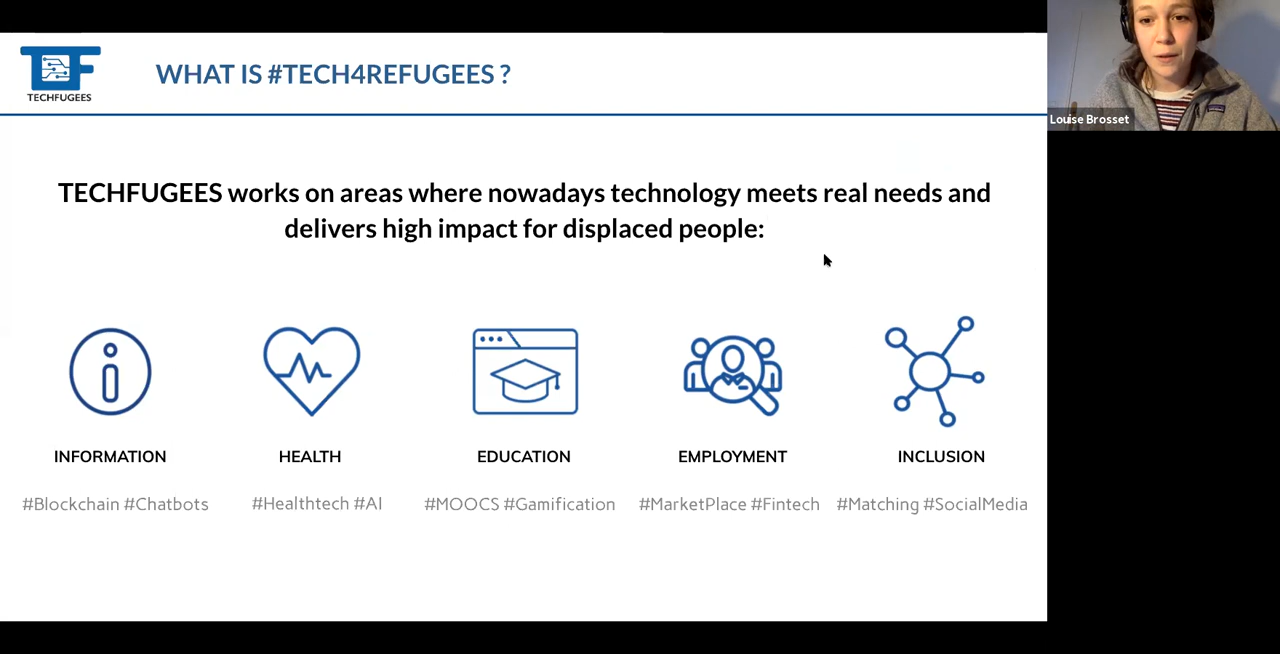 TF
TECHFUGEES
WHAT IS #TECH4REFUGEES ?
Louise Brosset
TECHFUGEES works on areas where nowadays technology meets real needs and
delivers high impact for displaced people:
INFORMATION
HEALTH
EDUCATION
EMPLOYMENT
INCLUSION
#Blockchain #Chatbots
#Healthtech #AI
#MOOCS #Gamification
#MarketPlace #Fintech
#Matching #SocialMedia